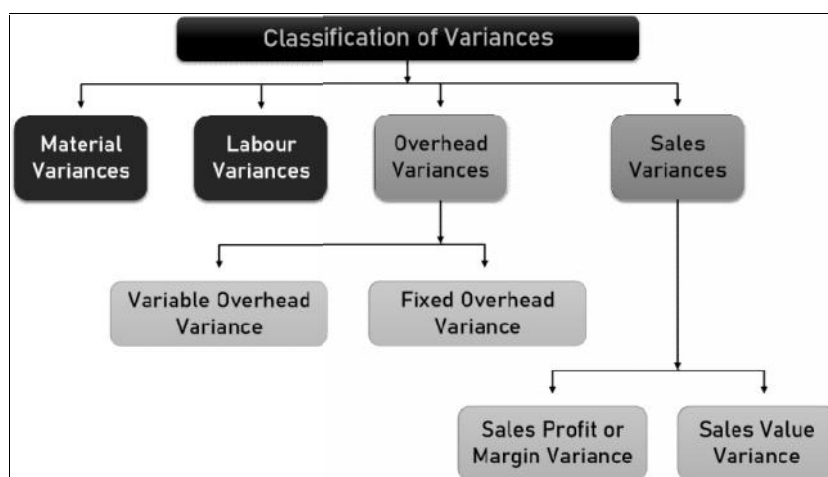 Classification of Variances
Material
Variances
Labour
Variances
Overhead
Variances
Sales
Variances
Variable Overhead
Variance
Fixed Overhead
Variance
Sales Profit or
Margin Variance
Sales Value
Variance